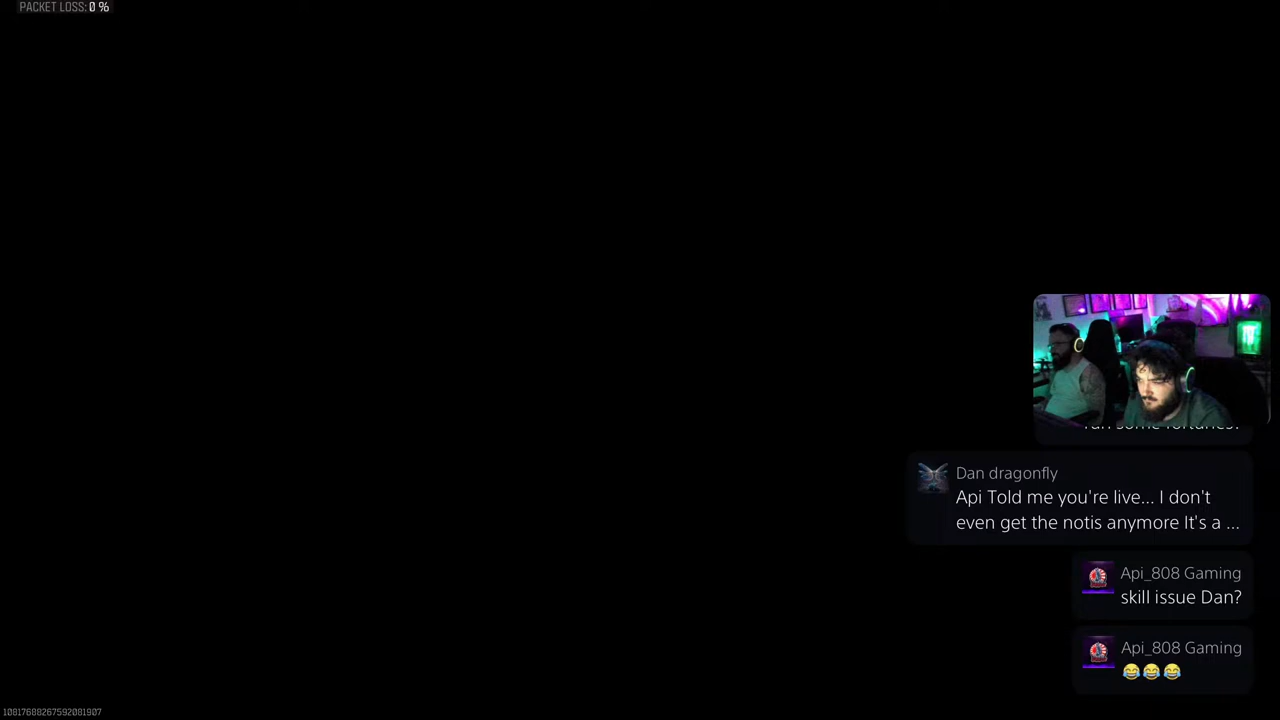 PACKET LOSS: 0 %
Dan dragonfly
Api Told me you're live... I don't
even get the notis anymore It's a ...
Api_808 Gaming
skill issue Dan?
Api_808 Gaming
😂😂😂
10817688267592081907